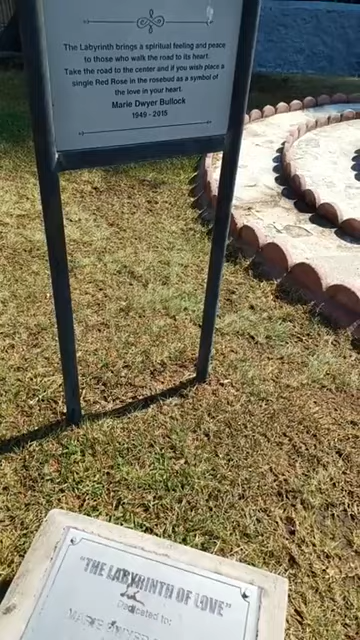 The Labyrinth brings a spiritual feeling and peace
to those who walk the road to its heart.
Take the road to the center and if you wish place a
single Red Rose in the rosebud as a symbol of
the love in your heart.
Marie Dwyer Bullock
1949 - 2015
"THE LABYRINTH OF LOVE"
Dedicated to:
MARIE DWYER